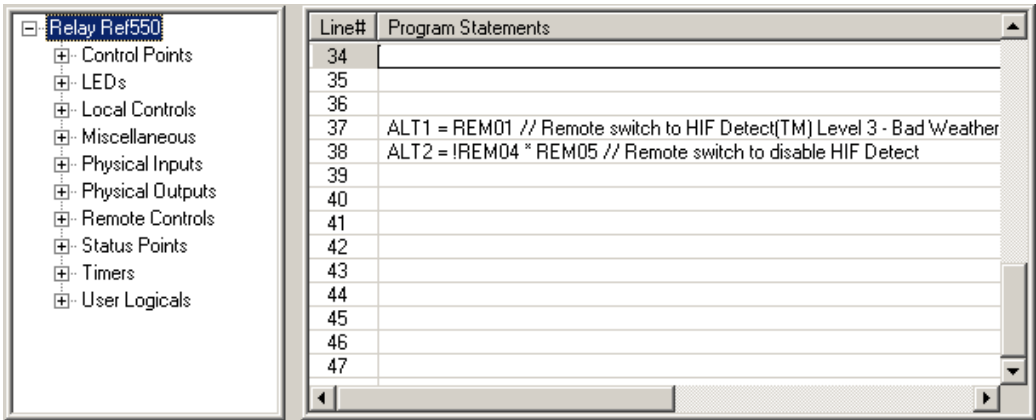 Relay Ref550
Control Points
LEDs
Local Controls
Miscellaneous
Physical Inputs
Physical Outputs
Remote Controls
Status Points
Timers
User Logicals
Line# Program Statements
34
35
36
37 ALT1 = REM01 // Remote switch to HIF Detect(TM) Level 3 - Bad Weather
38 ALT2 = !REM04 * REM05 // Remote switch to disable HIF Detect
39
40
41
42
43
44
45
46
47